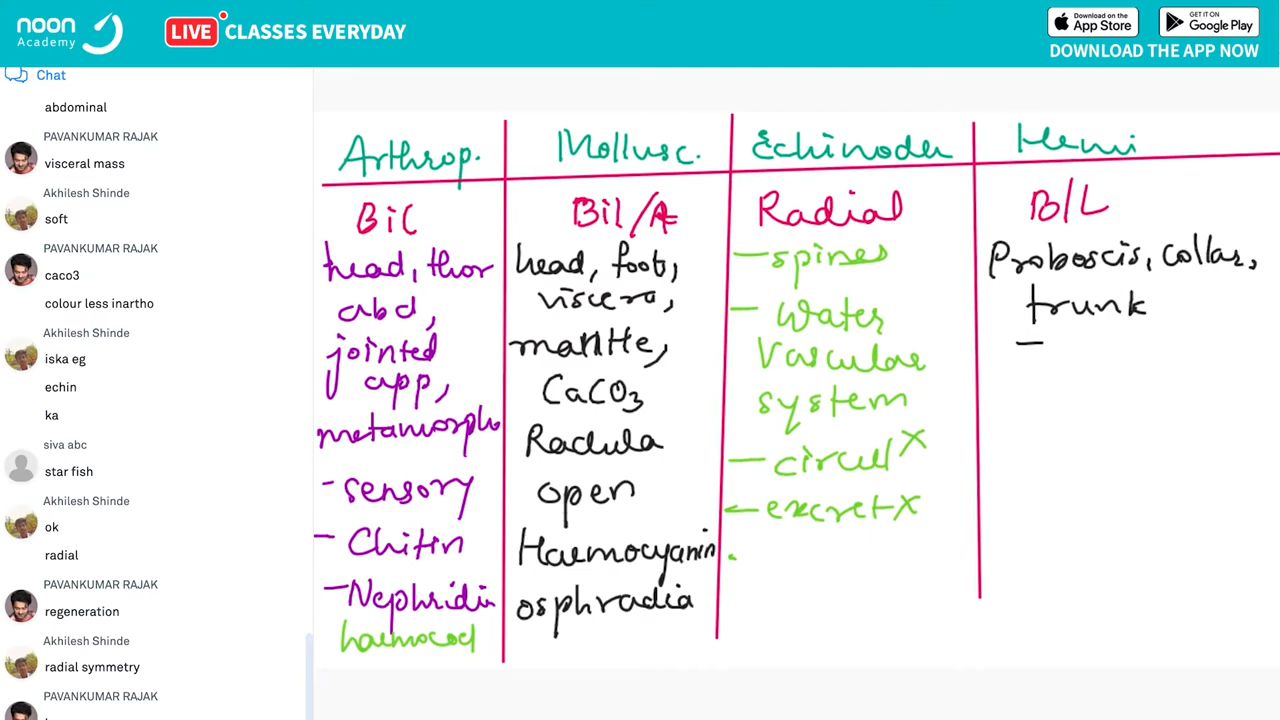 noon
Academy
LIVE CLASSES EVERYDAY
Download on the
App Store
GET IT ON
Google Play
DOWNLOAD THE APP NOW
Chat
abdominal
PAVANKUMAR RAJAK
visceral mass
Akhilesh Shinde
soft
PAVANKUMAR RAJAK
caco3
colour less inartho
Akhilesh Shinde
iska eg
echin
ka
siva abc
star fish
Akhilesh Shinde
ok
radial
PAVANKUMAR RAJAK
regeneration
Akhilesh Shinde
radial symmetry
PAVANKUMAR RAJAK
Arthrop.
Bil
head, thor
abd,
jointed
app,
metamorpho
- sensory
- Chitin
- Nephridin
haemocoel
Mollusc.
Bil/A
head, foot,
viscera,
mantle,
CaCO3
Radula
open
Haemocyanin
osphradia
Echinoder
Radial
- spines
- Water
Vascular
system
- circul X
- excret X
Hemi
B/L
Proboscis, collar,
trunk
-